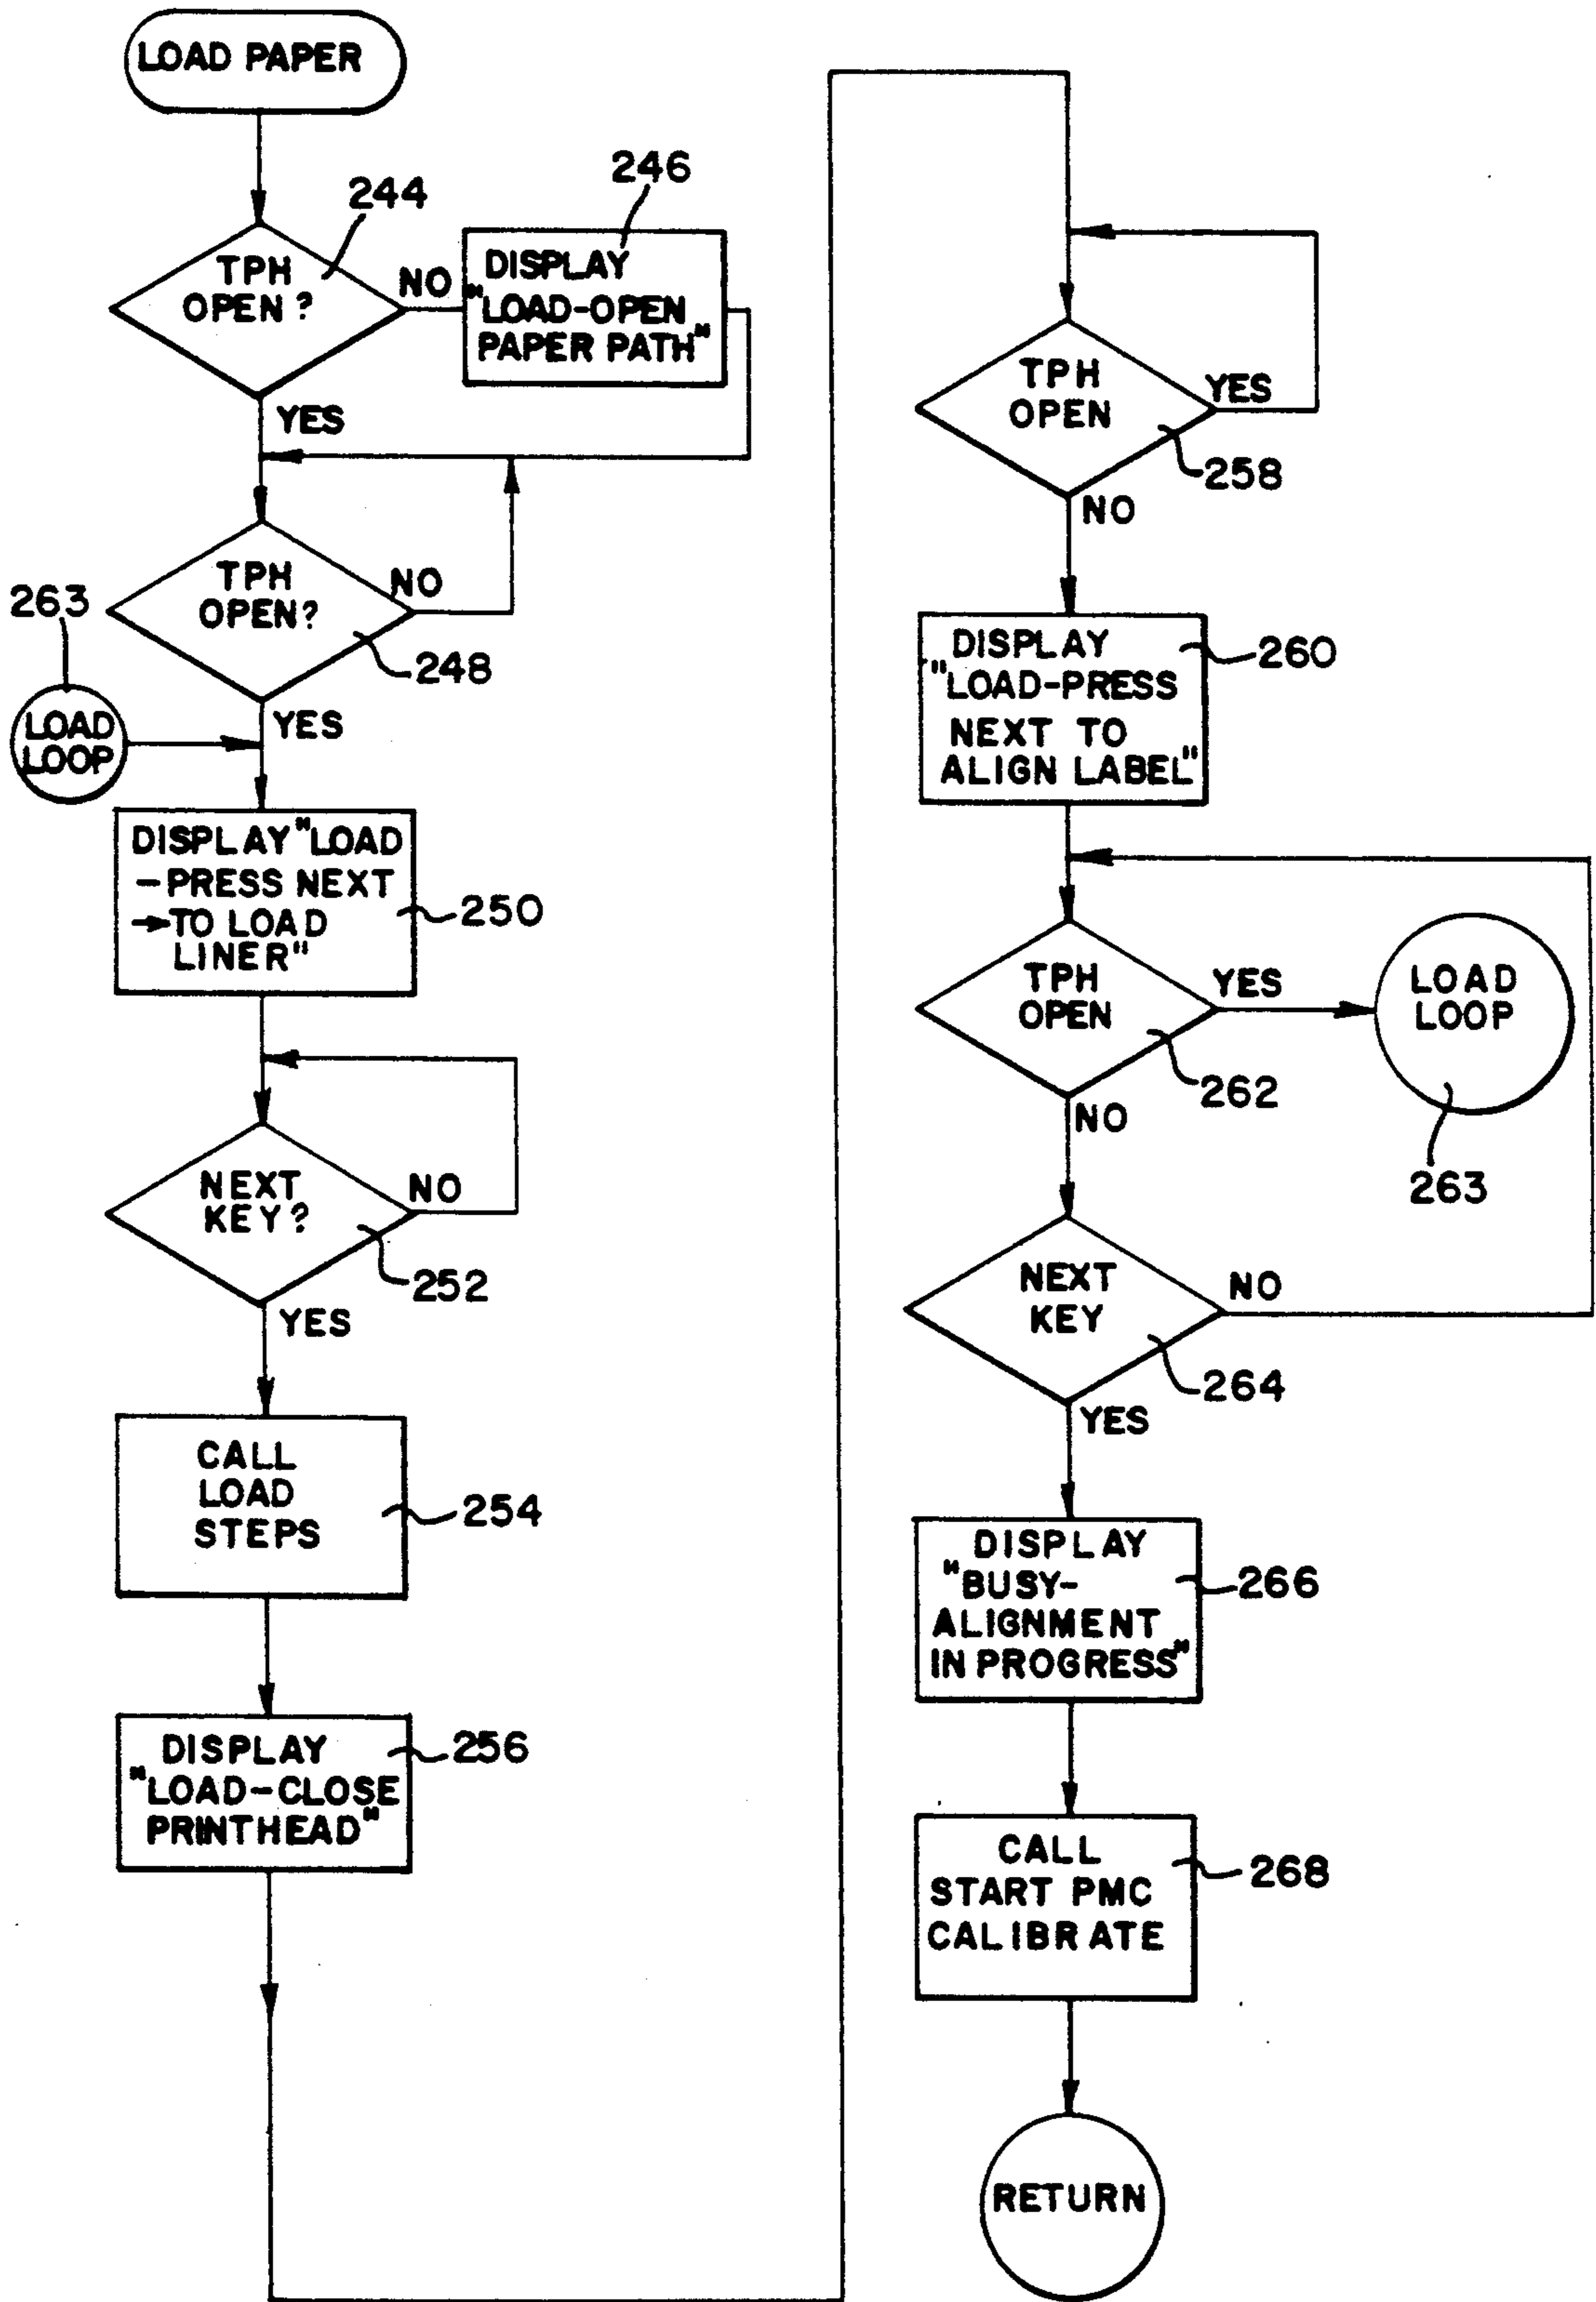 LOAD PAPER
244
TPH
OPEN?
NO
YES
246
DISPLAY
"LOAD-OPEN
PAPER PATH"
TPH
OPEN?
NO
248
YES
263
LOAD
LOOP
DISPLAY "LOAD
-PRESS NEXT
→TO LOAD
LINER"
250
NEXT
KEY?
NO
252
YES
CALL
LOAD
STEPS
254
DISPLAY
"LOAD-CLOSE
PRINTHEAD"
256
TPH
OPEN
YES
258
NO
DISPLAY
"LOAD-PRESS
NEXT TO
ALIGN LABEL"
260
TPH
OPEN
YES
262
NO
LOAD
LOOP
263
NEXT
KEY
NO
264
YES
DISPLAY
"BUSY-
ALIGNMENT
IN PROGRESS"
266
CALL
START PMC
CALIBRATE
268
RETURN